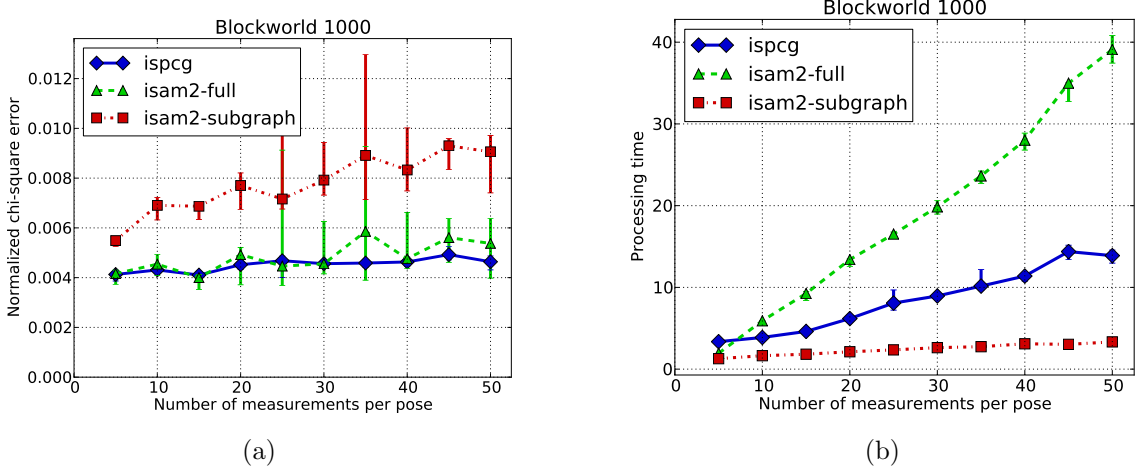 Blockworld 1000
ispcg
isam2-full
isam2-subgraph
Normalized chi-square error
0.012
0.010
0.008
0.006
0.004
0.002
0.000
0 10 20 30 40 50
Number of measurements per pose
(a)
Blockworld 1000
ispcg
isam2-full
isam2-subgraph
Processing time
40
30
20
10
0
0 10 20 30 40 50
Number of measurements per pose
(b)